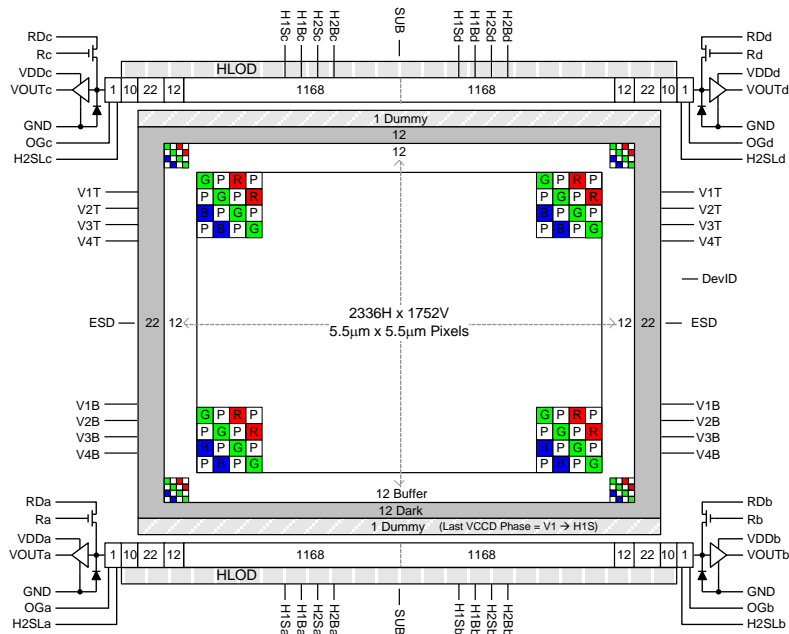 H1Sc H1Bc H2Sc H2Bc SUB H1Sd H1Bd H2Sd H2Bd
RDc RDd
Rc Rd
HLOD
VDDc VDDd
VOUTc 1 10 22 12 1168 1168 12 22 10 1 VOUTd
GND 1 Dummy GND
OGc 12 OGd
H2SLc 12 H2SLd
G P R P G P R P
V1T P G P R P G P R V1T
V2T B P G P B P G P V2T
V3T P B P G P B P G V3T
V4T V4T
DevID
2336H x 1752V
ESD 22 12 12 22 ESD
5.5µm x 5.5µm Pixels
V1B G P R P G P R P V1B
V2B P G P R P G P R V2B
V3B B P G P B P G P V3B
V4B P B P G P B P G V4B
12 Buffer
RDa 12 Dark RDb
Ra 1 Dummy (Last VCCD Phase = V1 → H1S) Rb
VDDa VDDb
VOUTa 1 10 22 12 1168 1168 12 22 10 1 VOUTb
HLOD
GND GND
OGa OGb
H2SLa H2SLb
H1Sa H1Ba H2Sa H2Ba SUB H1Sb H1Bb H2Sb H2Bb